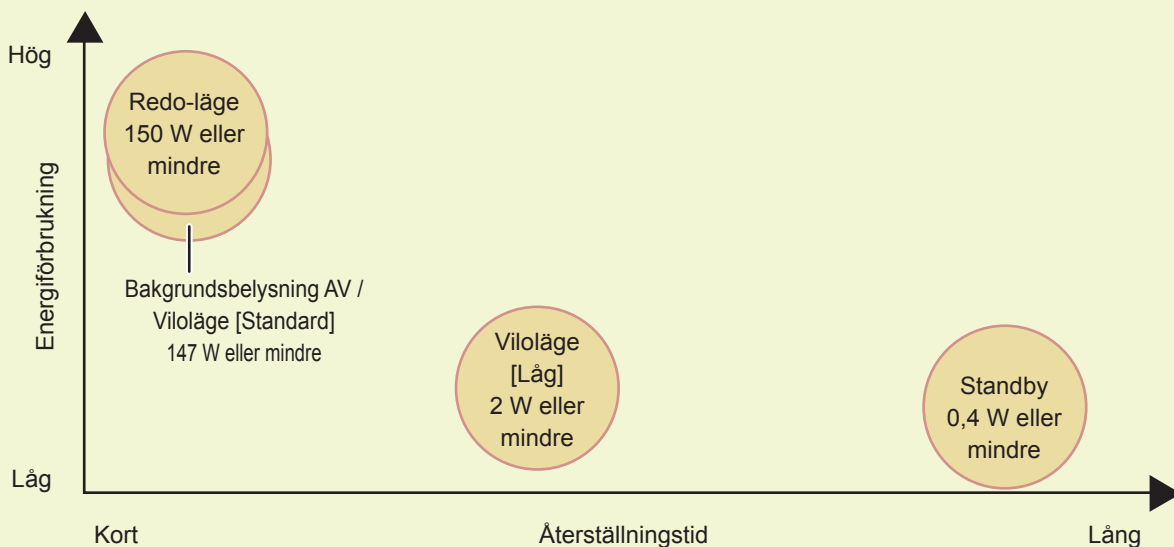 Hög
Redo-läge
150 W eller
mindre
Energiförbrukning
Bakgrundsbelysning AV /
Viloläge [Standard]
147 W eller mindre
Viloläge
[Låg]
2 W eller
mindre
Standby
0,4 W eller
mindre
Låg
Kort
Återställningstid
Lång